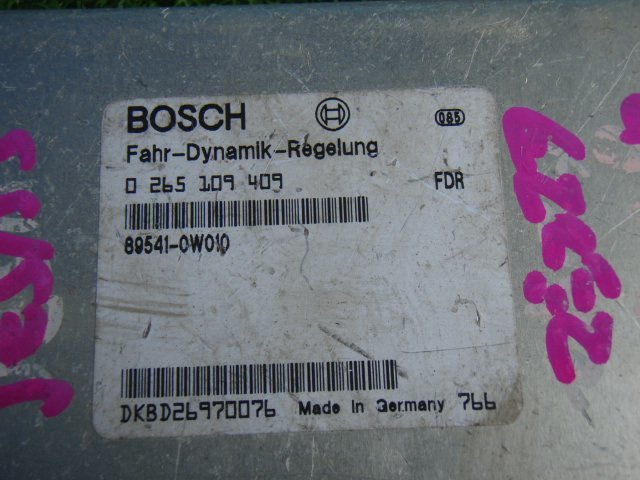 BOSCH 085
Fahr-Dynamik-Regelung
0 265 109 409 FDR
89541-0W010
DKBD26970076 Made in Germany 766